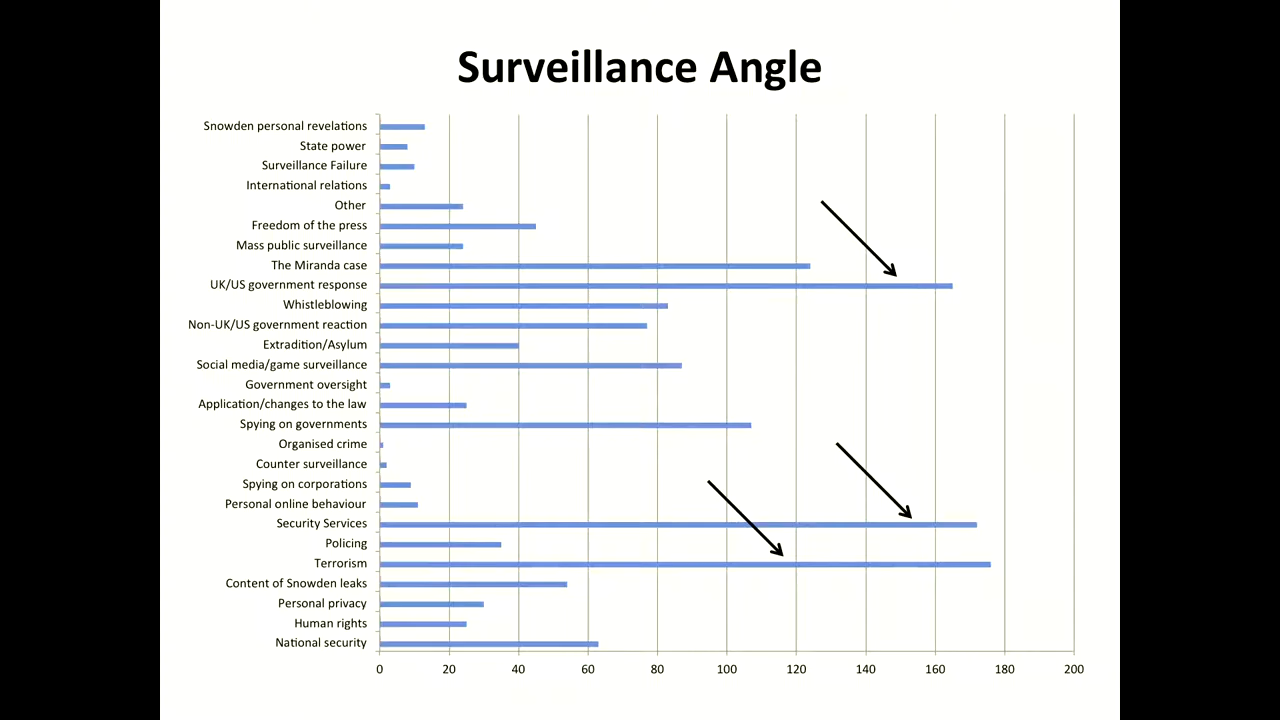 Surveillance Angle
Snowden personal revelations
State power
Surveillance Failure
International relations
Other
Freedom of the press
Mass public surveillance
The Miranda case
UK/US government response
Whistleblowing
Non-UK/US government reaction
Extradition/Asylum
Social media/game surveillance
Government oversight
Application/changes to the law
Spying on governments
Organised crime
Counter surveillance
Spying on corporations
Personal online behaviour
Security Services
Policing
Terrorism
Content of Snowden leaks
Personal privacy
Human rights
National security
0 20 40 60 80 100 120 140 160 180 200